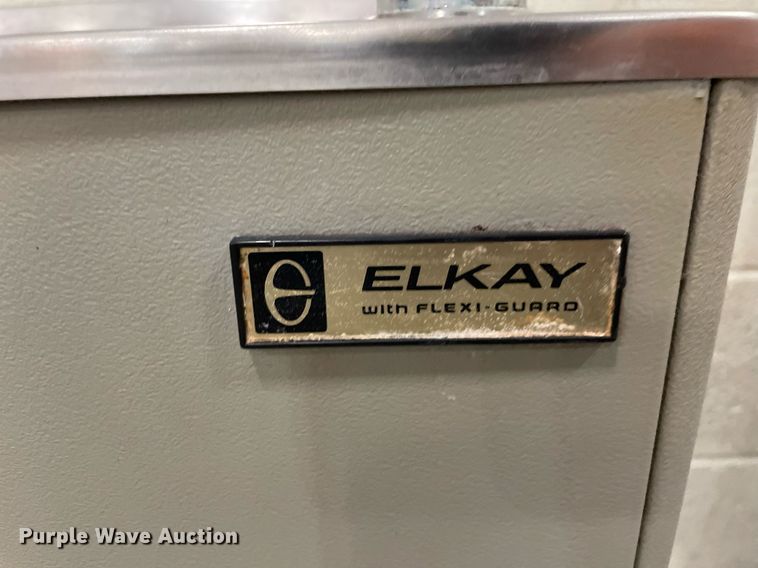 ELKAY
with FLEXI-GUARD
Purple Wave Auction